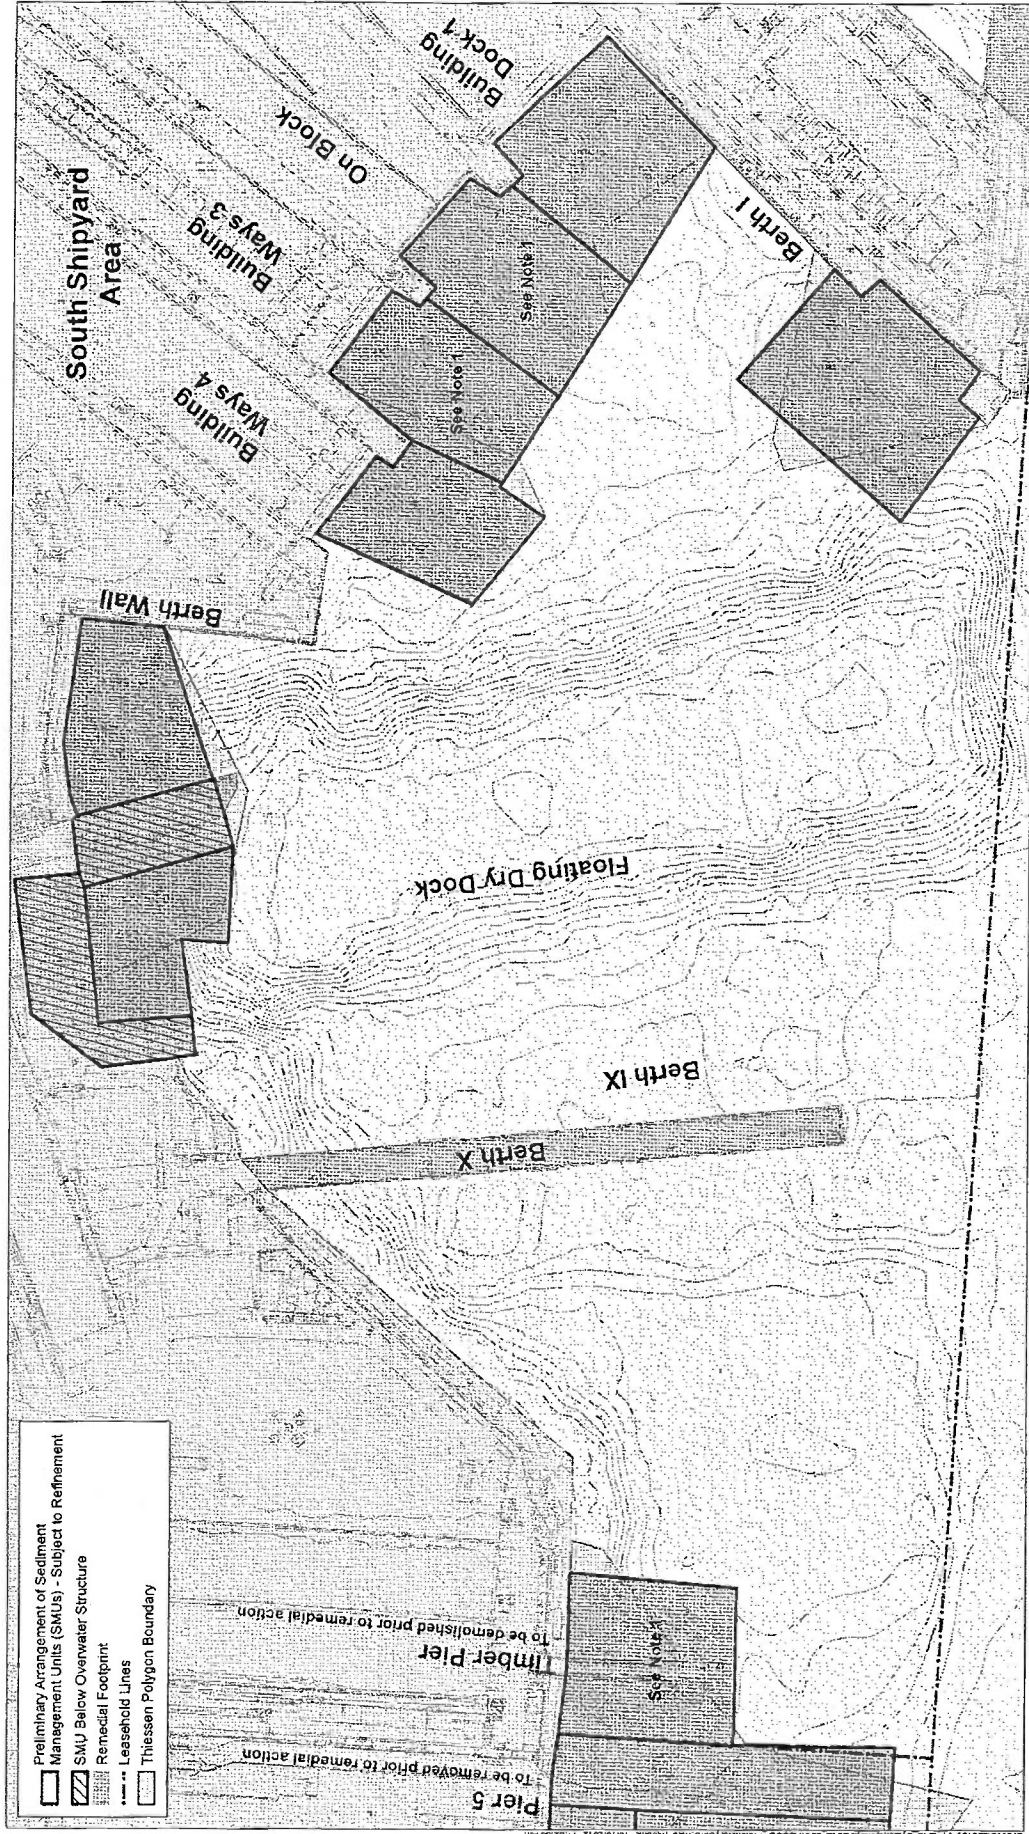 Building
Dock 1
On Block
Building
Ways 3
South Shipyard
Area
Building
Ways 4
Berth I
See Note 1
See Note 1
Berth Wall
Floating Dry Dock
Berth IX
Berth X
Preliminary Arrangement of Sediment
Management Units (SMUs) - Subject to Refinement
SMU Below Overwater Structure
Remedial Footprint
Leasehold Lines
Thiessen Polygon Boundary
To be demolished prior to remedial action
Timber Pier
See Note 1
To be removed prior to remedial action
Pier 5